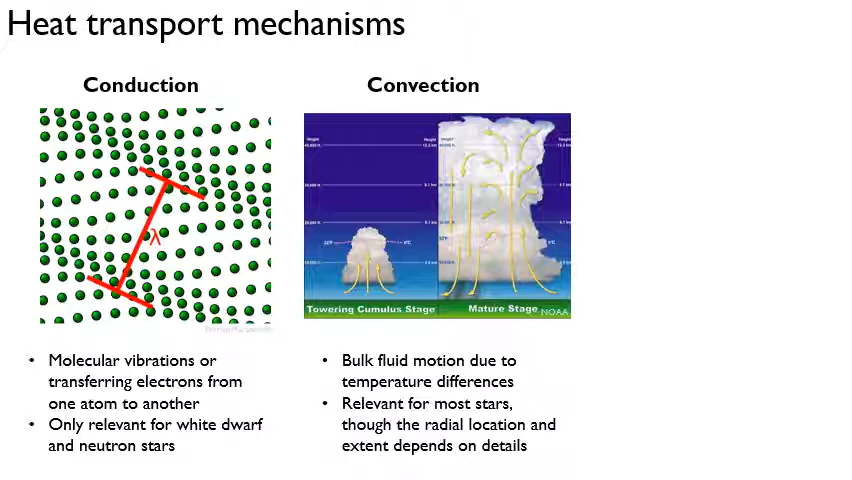 Heat transport mechanisms
Conduction
Convection
λ
Towering Cumulus Stage
Mature Stage
NOAA
• Molecular vibrations or
transferring electrons from
one atom to another
• Only relevant for white dwarf
and neutron stars
• Bulk fluid motion due to
temperature differences
• Relevant for most stars,
though the radial location and
extent depends on details